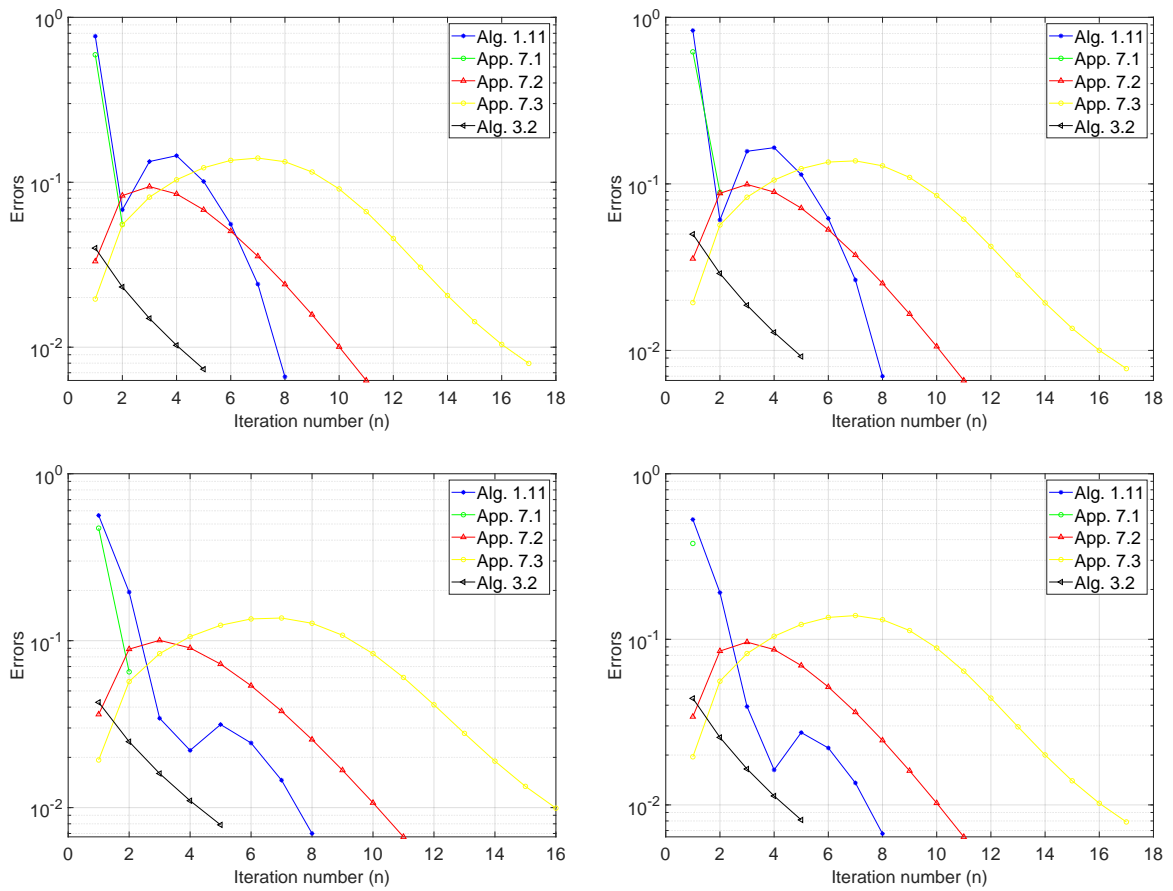 10^0
10^-1
10^-2
Errors
0 2 4 6 8 10 12 14 16 18
Iteration number (n)
Alg. 1.11
App. 7.1
App. 7.2
App. 7.3
Alg. 3.2
10^0
10^-1
10^-2
Errors
0 2 4 6 8 10 12 14 16 18
Iteration number (n)
Alg. 1.11
App. 7.1
App. 7.2
App. 7.3
Alg. 3.2
10^0
10^-1
10^-2
Errors
0 2 4 6 8 10 12 14 16
Iteration number (n)
Alg. 1.11
App. 7.1
App. 7.2
App. 7.3
Alg. 3.2
10^0
10^-1
10^-2
Errors
0 2 4 6 8 10 12 14 16 18
Iteration number (n)
Alg. 1.11
App. 7.1
App. 7.2
App. 7.3
Alg. 3.2